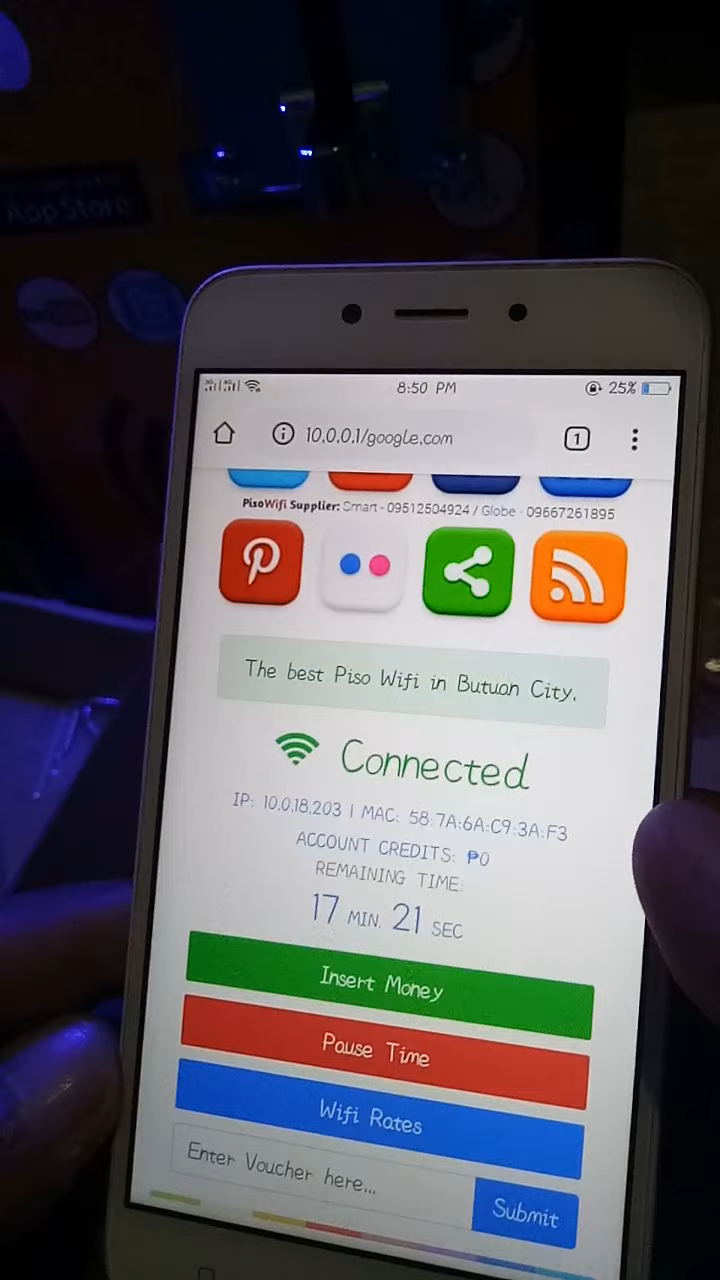 App Store
8:50 PM
25%
10.0.0.1/google.com
1
PisoWifi Supplier: Smart - 09512504924 / Globe - 09667261895
The best Piso Wifi in Butuan City.
Connected
IP: 10.0.18.203 | MAC: 58:7A:6A:C9:3A:F3
ACCOUNT CREDITS: ₱0
REMAINING TIME:
17 MIN. 21 SEC
Insert Money
Pause Time
Wifi Rates
Enter Voucher here...
Submit